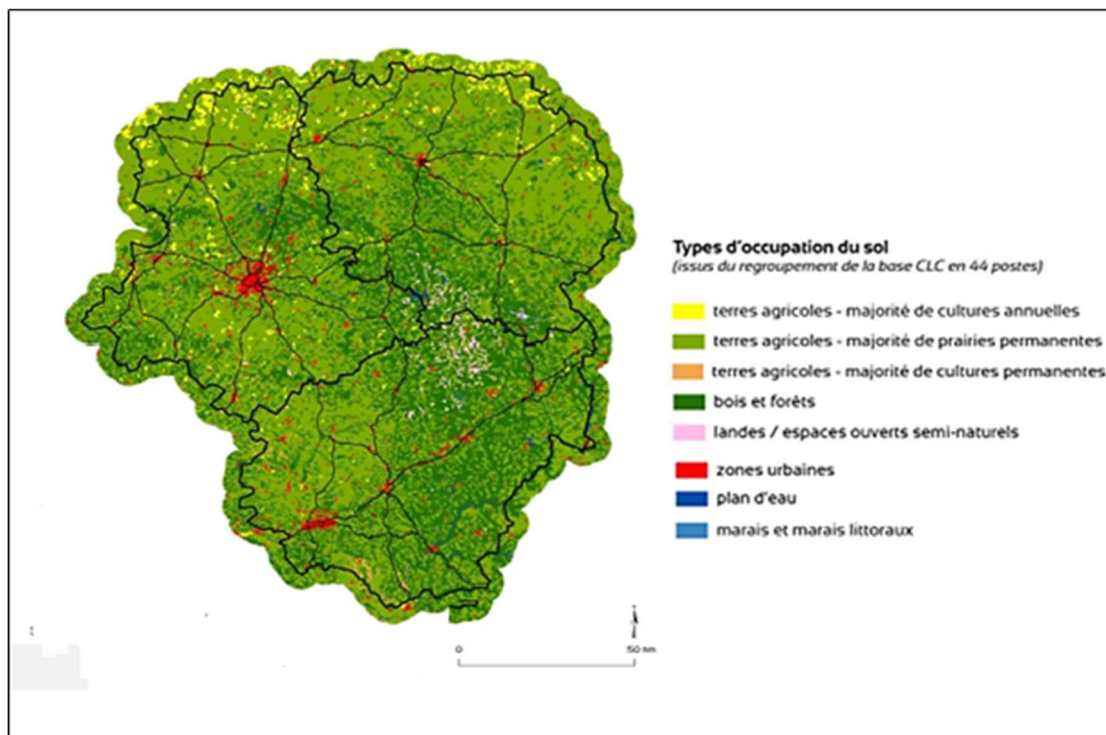 Types d'occupation du sol
(issus du regroupement de la base CLC en 44 postes)
terres agricoles - majorité de cultures annuelles
terres agricoles - majorité de prairies permanentes
terres agricoles - majorité de cultures permanentes
bois et forêts
landes / espaces ouverts semi-naturels
zones urbaines
plan d'eau
marais et marais littoraux
0 50 km